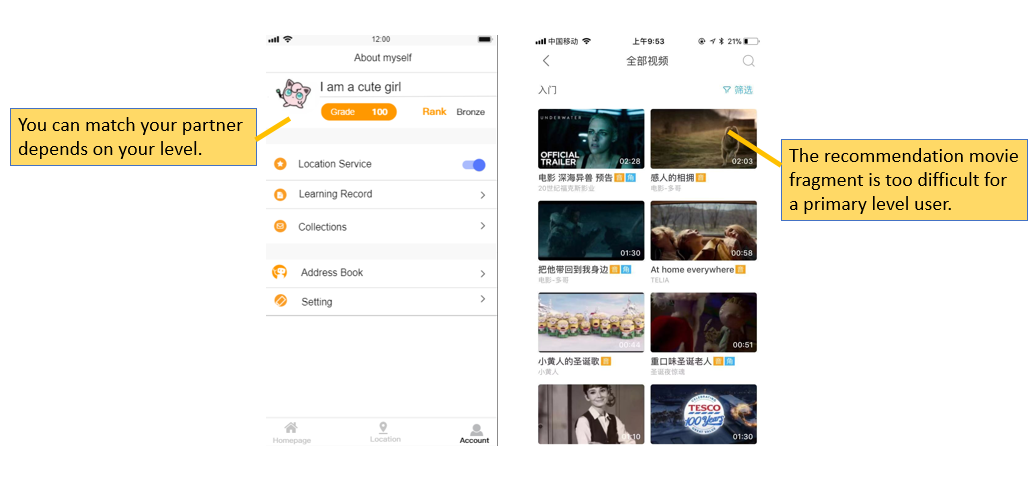 You can match your partner
depends on your level.
12:00
About myself
I am a cute girl
Grade 100
Rank Bronze
Location Service
Learning Record
Collections
Address Book
Setting
Homepage
Location
Account
中国移动 上午9:53 21%
全部视频
入门 筛选
UNDERWATER
OFFICIAL
TRAILER
02:28
02:03
电影 深海异兽 预告
20世纪福克斯影业
感人的相拥
电影-多哥
01:30
00:58
把他带回到我身边
电影-多哥
At home everywhere
TELIA
00:44
00:51
小黄人的圣诞歌
小黄人
重口味圣诞老人
圣诞夜惊魂
01:10
CELEBRATING
TESCO
100 Years
01:30
The recommendation movie
fragment is too difficult for
a primary level user.